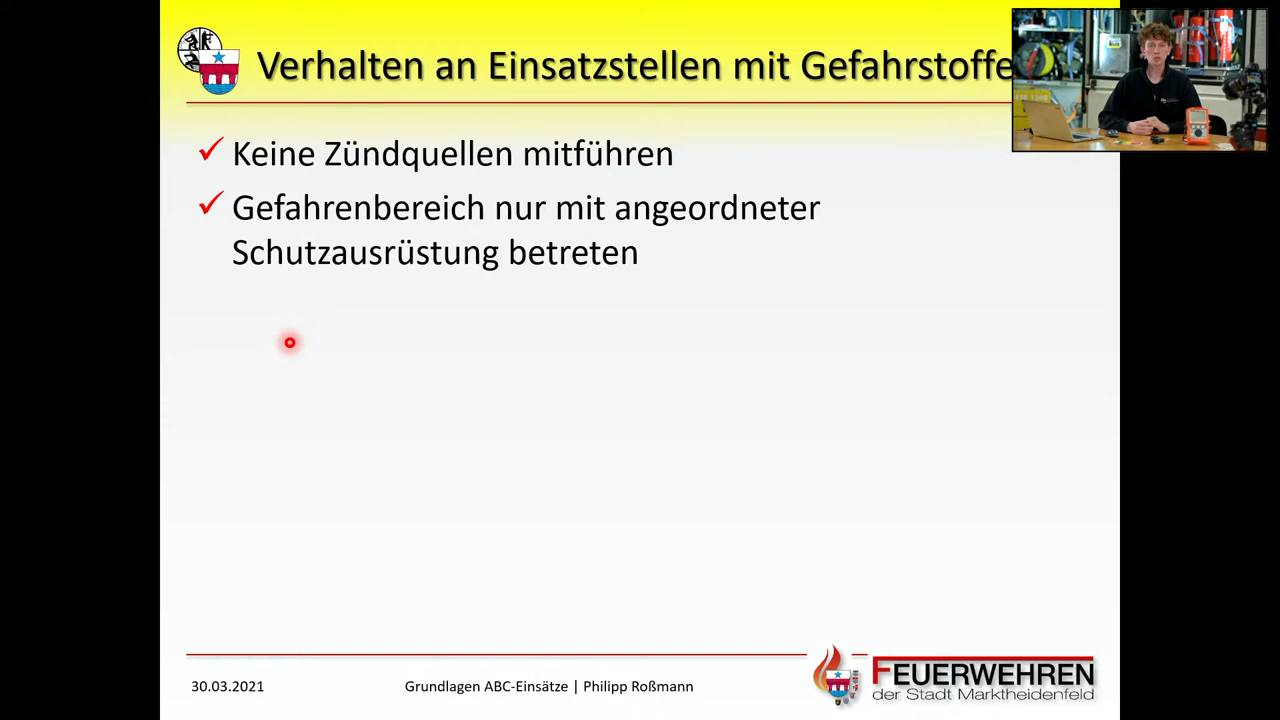 Verhalten an Einsatzstellen mit Gefahrstoffe
Keine Zündquellen mitführen
Gefahrenbereich nur mit angeordneter
Schutzausrüstung betreten
30.03.2021
Grundlagen ABC-Einsätze | Philipp Roßmann
FEUERWEHREN
der Stadt Marktheidenfeld